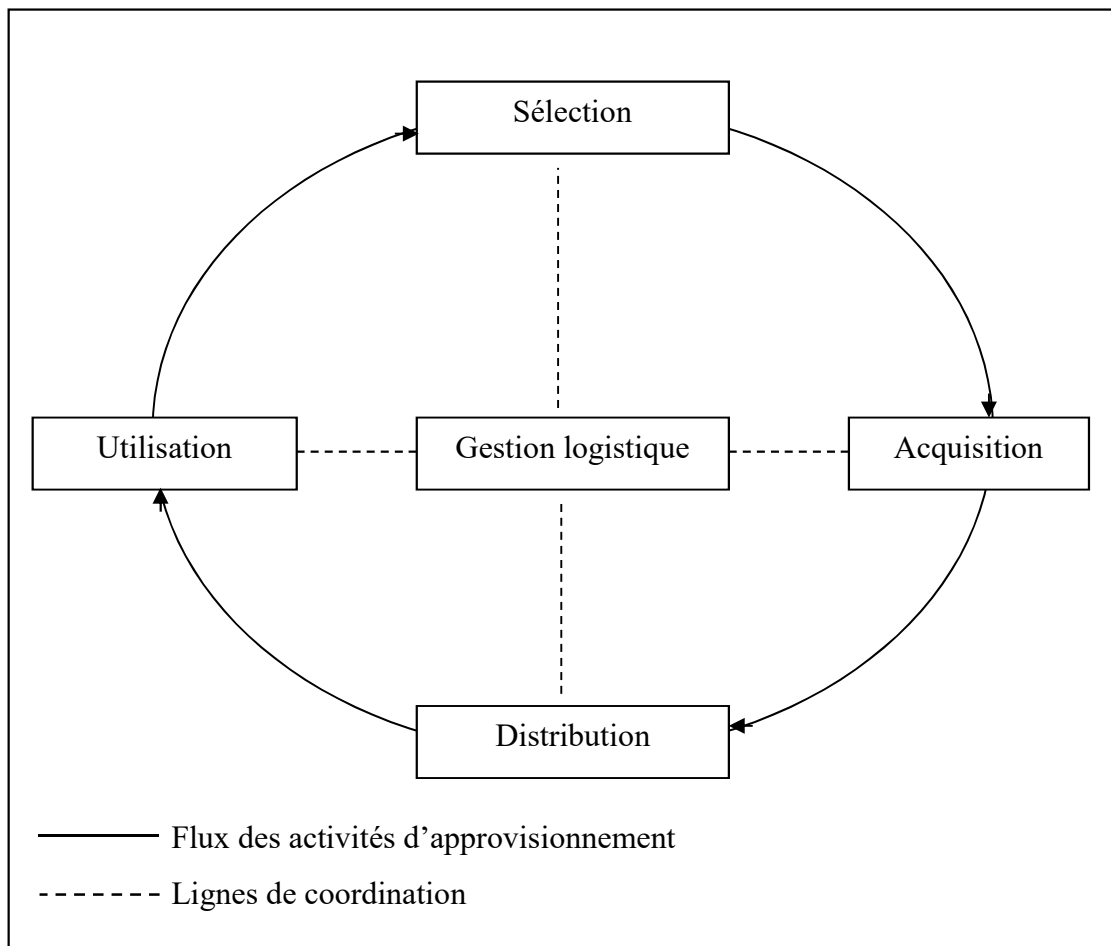 Sélection
Utilisation
Gestion logistique
Acquisition
Distribution
Flux des activités d’approvisionnement
Lignes de coordination